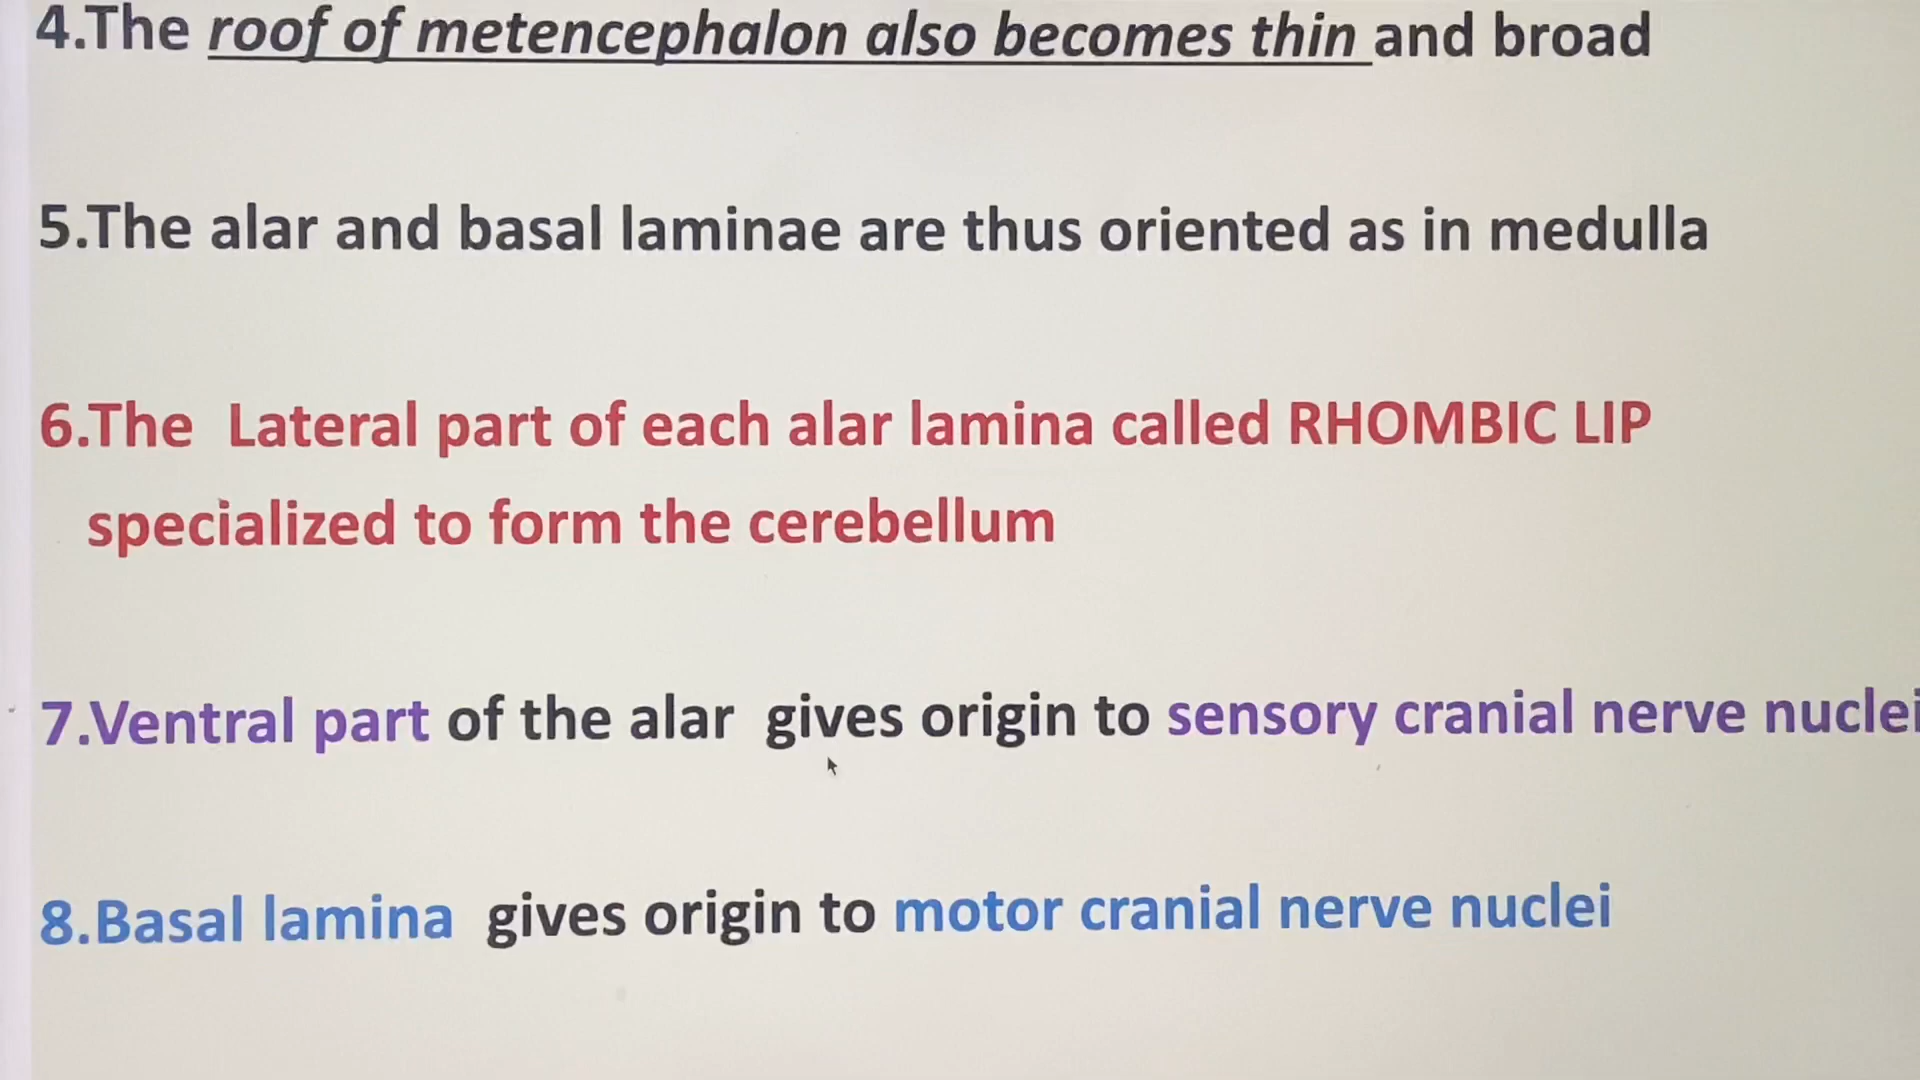 4.The roof of metencephalon also becomes thin and broad
5.The alar and basal laminae are thus oriented as in medulla
6.The  Lateral part of each alar lamina called RHOMBIC LIP
specialized to form the cerebellum
7.Ventral part of the alar  gives origin to sensory cranial nerve nuclei
8.Basal lamina  gives origin to motor cranial nerve nuclei